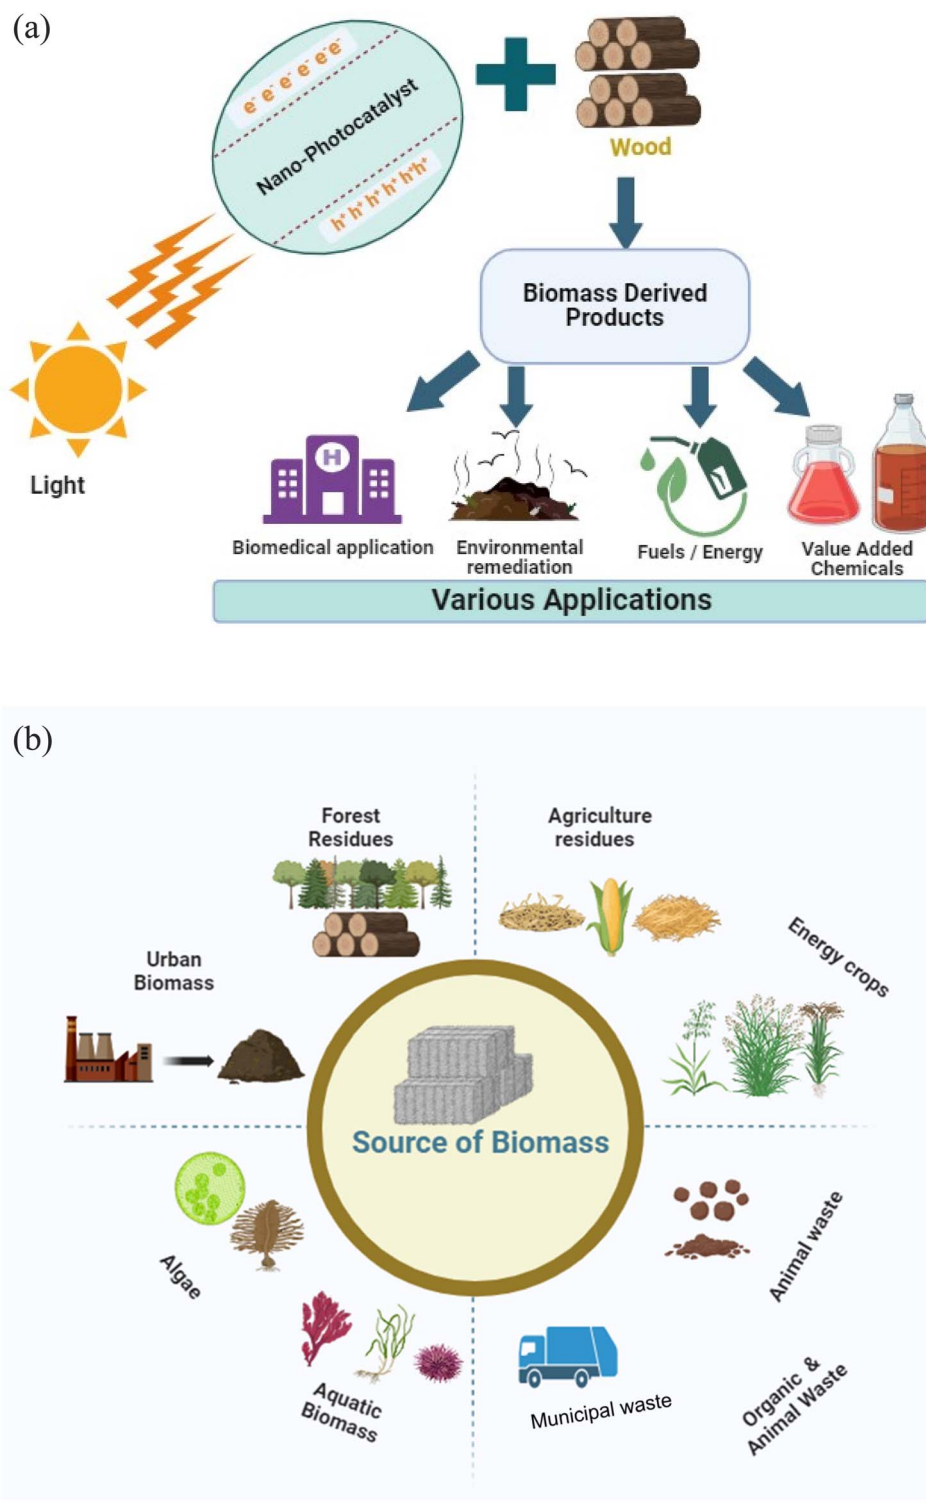 (a)
e⁻ e⁻ e⁻ e⁻ e⁻e⁻
Nano-Photocatalyst
h⁺ h⁺ h⁺ h⁺ h⁺h⁺
Wood
Light
Biomass Derived
Products
H
Biomedical application
Environmental
remediation
Fuels / Energy
Value Added
Chemicals
Various Applications
(b)
Forest
Residues
Agriculture
residues
Urban
Biomass
Energy crops
Source of Biomass
Algae
Aquatic
Biomass
Animal waste
Municipal waste
Organic &
Animal Waste